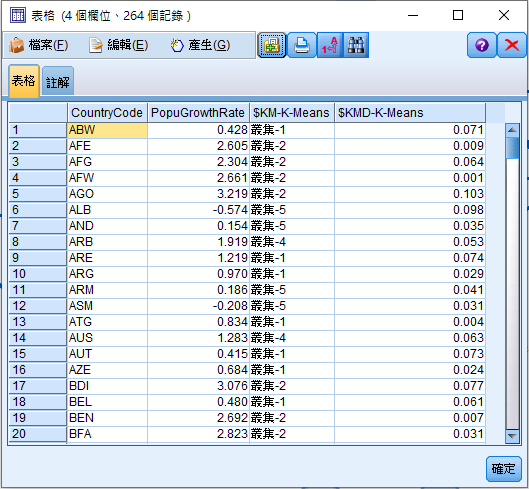 表格 (4 個欄位、264 個記錄 )
檔案(F) 編輯(E) 產生(G)
表格 註解
CountryCode PopuGrowthRate $KM-K-Means $KMD-K-Means
1 ABW 0.428 叢集-1 0.071
2 AFE 2.605 叢集-2 0.009
3 AFG 2.304 叢集-2 0.064
4 AFW 2.661 叢集-2 0.001
5 AGO 3.219 叢集-2 0.103
6 ALB -0.574 叢集-5 0.098
7 AND 0.154 叢集-5 0.035
8 ARB 1.919 叢集-4 0.053
9 ARE 1.219 叢集-1 0.074
10 ARG 0.970 叢集-1 0.029
11 ARM 0.186 叢集-5 0.041
12 ASM -0.208 叢集-5 0.031
13 ATG 0.834 叢集-1 0.004
14 AUS 1.283 叢集-4 0.063
15 AUT 0.415 叢集-1 0.073
16 AZE 0.684 叢集-1 0.024
17 BDI 3.076 叢集-2 0.077
18 BEL 0.480 叢集-1 0.061
19 BEN 2.692 叢集-2 0.007
20 BFA 2.823 叢集-2 0.031
確定